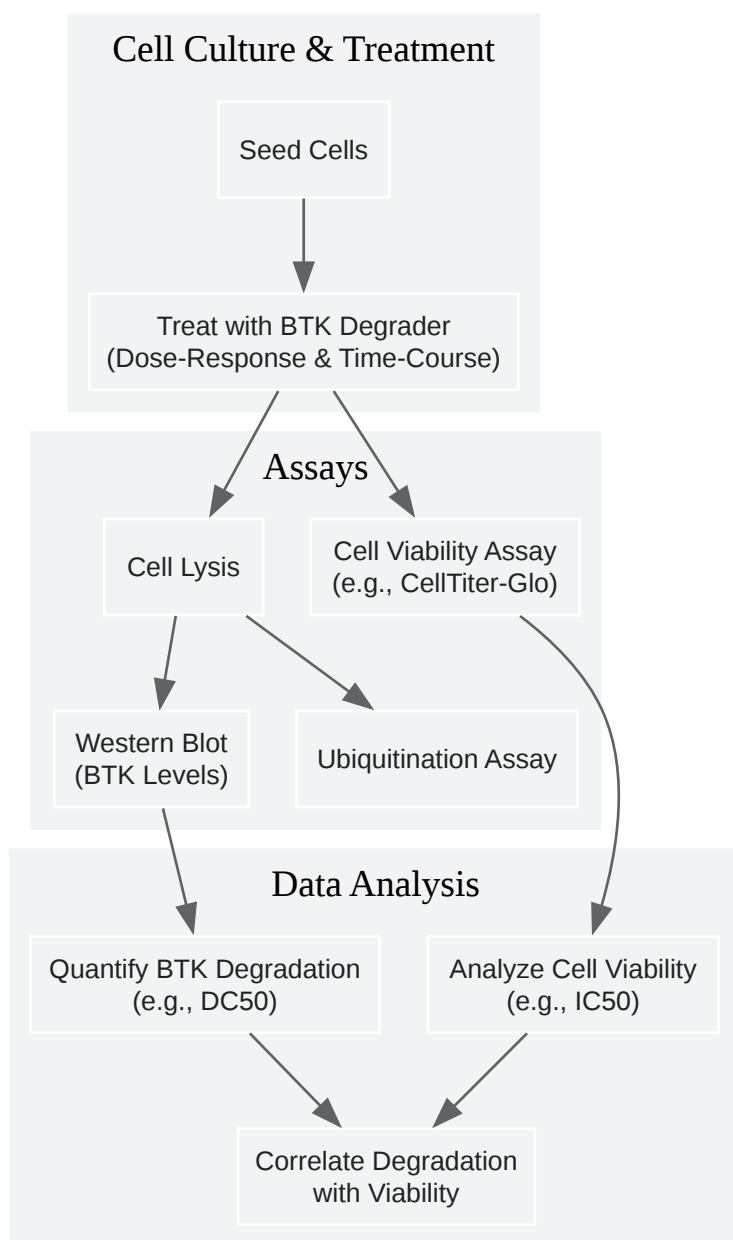 Cell Culture & Treatment
Seed Cells
Treat with BTK Degrader
(Dose-Response & Time-Course)
Assays
Cell Lysis
Cell Viability Assay
(e.g., CellTiter-Glo)
Western Blot
(BTK Levels)
Ubiquitination Assay
Data Analysis
Quantify BTK Degradation
(e.g., DC50)
Analyze Cell Viability
(e.g., IC50)
Correlate Degradation
with Viability